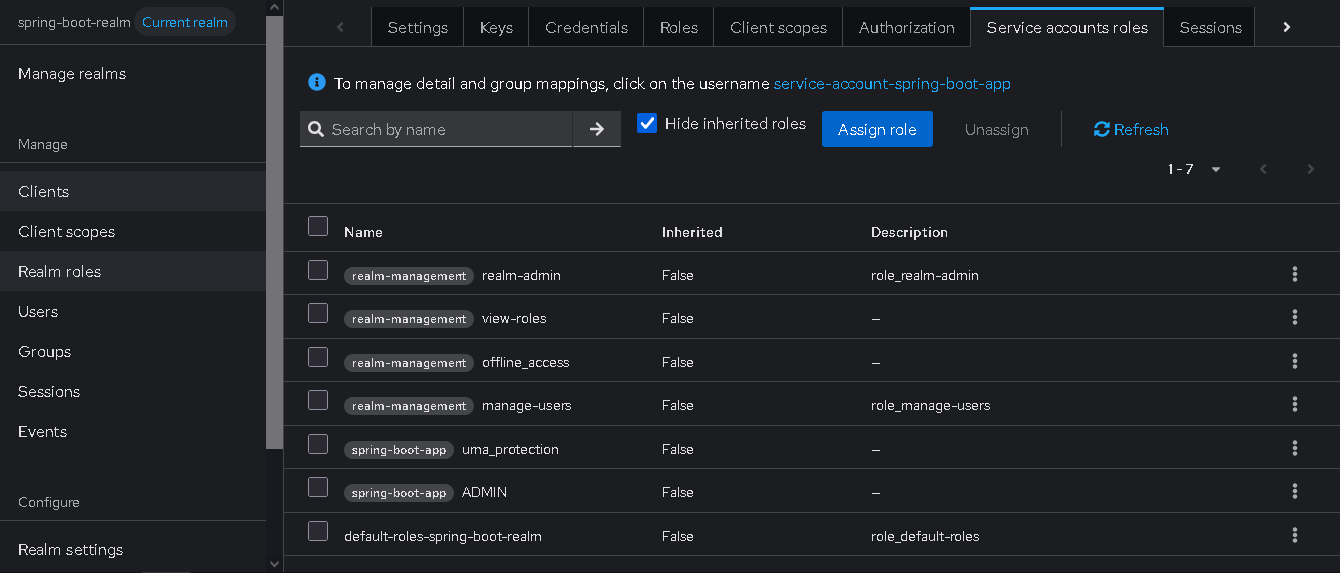 spring-boot-realm Current realm
Manage realms
Manage
Clients
Client scopes
Realm roles
Users
Groups
Sessions
Events
Configure
Realm settings
Settings Keys Credentials Roles Client scopes Authorization Service accounts roles Sessions
To manage detail and group mappings, click on the username service-account-spring-boot-app
Search by name Hide inherited roles Assign role Unassign Refresh
1 - 7
Name Inherited Description
realm-management realm-admin False role_realm-admin
realm-management view-roles False –
realm-management offline_access False –
realm-management manage-users False role_manage-users
spring-boot-app uma_protection False –
spring-boot-app ADMIN False –
default-roles-spring-boot-realm False role_default-roles